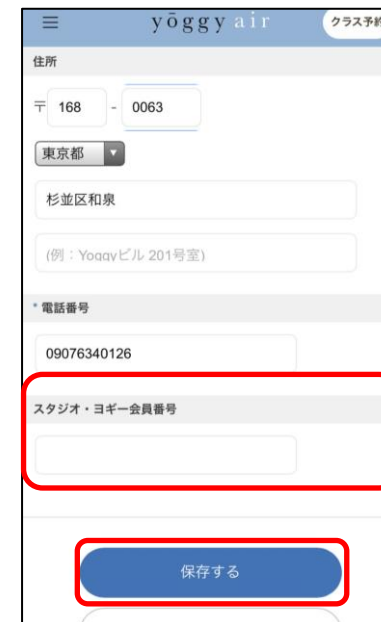 yōggy air
クラス予約
住所
〒 168 - 0063
東京都
杉並区和泉
(例：Yoggyビル 201号室)
* 電話番号
09076340126
スタジオ・ヨギー会員番号
保存する